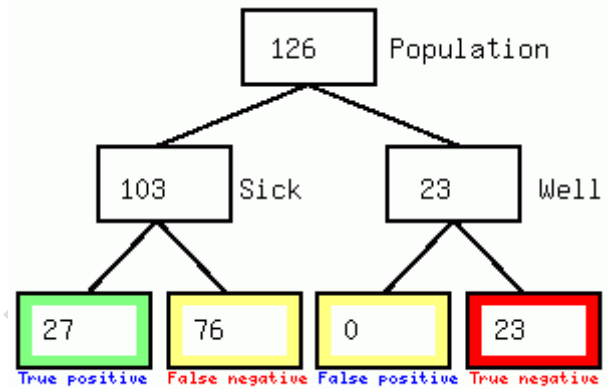 126 Population
103 Sick 23 Well
27 76 0 23
True positive False negative False positive True negative